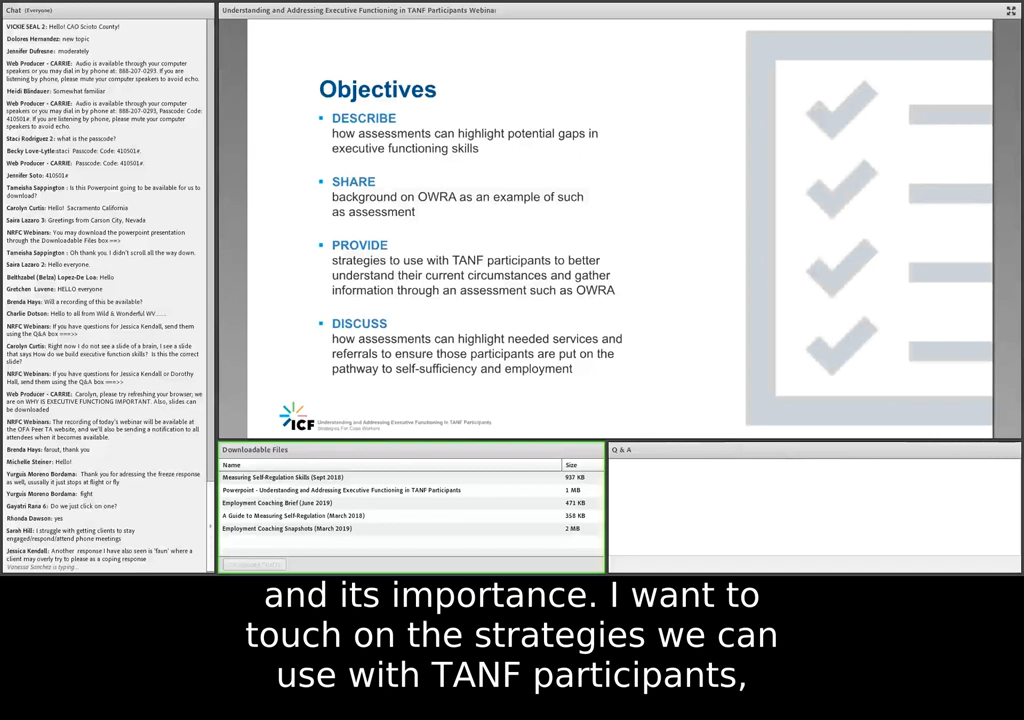 Chat (Everyone)
VICKIE SEAL 2: Hello! CAO Scioto County!
Dolores Hernandez: new topic
Jennifer Dufresne: moderately
Web Producer - CARRIE: Audio is available through your computer
speakers or you may dial in by phone at: 888-207-0293. If you are
listening by phone, please mute your computer speakers to avoid echo.
Heidi Blindauer: Somewhat familiar
Web Producer - CARRIE: Audio is available through your computer
speakers or you may dial in by phone at: 888-207-0293, Passcode: Code:
410501#. If you are listening by phone, please mute your computer
speakers to avoid echo.
Staci Rodriguez 2: what is the passcode?
Becky Love-Lytle:staci Passcode: Code: 410501#.
Web Producer - CARRIE: Passcode: Code: 410501#.
Jennifer Soto: 410501#
Tameisha Sappington : Is this Powerpoint going to be available for us to
download?
Carolyn Curtis: Hello! Sacramento California
Saira Lazaro 3: Greetings from Carson City, Nevada
NRFC Webinars: You may download the powerpoint presentation
through the Downloadable Files box ==>
Tameisha Sappington : Oh thank you. I didn't scroll all the way down.
Saira Lazaro 2: Hello everyone.
Belthzabel (Belza) Lopez-De Loa: Hello
Gretchen Luvene: HELLO everyone
Brenda Hays: Will a recording of this be available?
Charlie Dotson: Hello to all from Wild & Wonderful WV......
NRFC Webinars: If you have questions for Jessica Kendall, send them
using the Q&A box ===>>
Carolyn Curtis: Right now I do not see a slide of a brain, I see a slide
that says How do we build executive function skills? Is this the correct
slide?
NRFC Webinars: If you have questions for Jessica Kendall or Dorothy
Hall, send them using the Q&A box ===>>
Web Producer - CARRIE: Carolyn, please try refreshing your browser; we
are on WHY IS EXECUTIVE FUNCTIONG IMPORTANT. Also, slides can
be downloaded
NRFC Webinars: The recording of today's webinar will be available at
the OFA Peer TA website, and we'll also be sending a notification to all
attendees when it becomes available.
Brenda Hays: farout, thank you
Michelle Steiner: Hello!
Yurguis Moreno Bordama: Thank you for adressing the freeze response
as well, ususally it just stops at flight or fly
Yurguis Moreno Bordama: fight
Gayatri Rana 6: Do we just click on one?
Rhonda Dawson: yes
Sarah Hill: I struggle with getting clients to stay
engaged/respond/attend phone meetings
Jessica Kendall: Another response I have also seen is 'faun' where a
client may overly try to please as a coping response
Vanessa Sanchez is typing...
Understanding and Addressing Executive Functioning in TANF Participants Webinar
Objectives
▪ DESCRIBE
how assessments can highlight potential gaps in
executive functioning skills
▪ SHARE
background on OWRA as an example of such
as assessment
▪ PROVIDE
strategies to use with TANF participants to better
understand their current circumstances and gather
information through an assessment such as OWRA
▪ DISCUSS
how assessments can highlight needed services and
referrals to ensure those participants are put on the
pathway to self-sufficiency and employment
ICF
Understanding and Addressing Executive Functioning in TANF Participants
Strategies For Case Workers
Downloadable Files
Name Size
Measuring Self-Regulation Skills (Sept 2018) 937 KB
Powerpoint - Understanding and Addressing Executive Functioning in TANF Participants 1 MB
Employment Coaching Brief (June 2019) 471 KB
A Guide to Measuring Self-Regulation (March 2018) 358 KB
Employment Coaching Snapshots (March 2019) 2 MB
Q & A
and its importance. I want to
touch on the strategies we can
use with TANF participants,